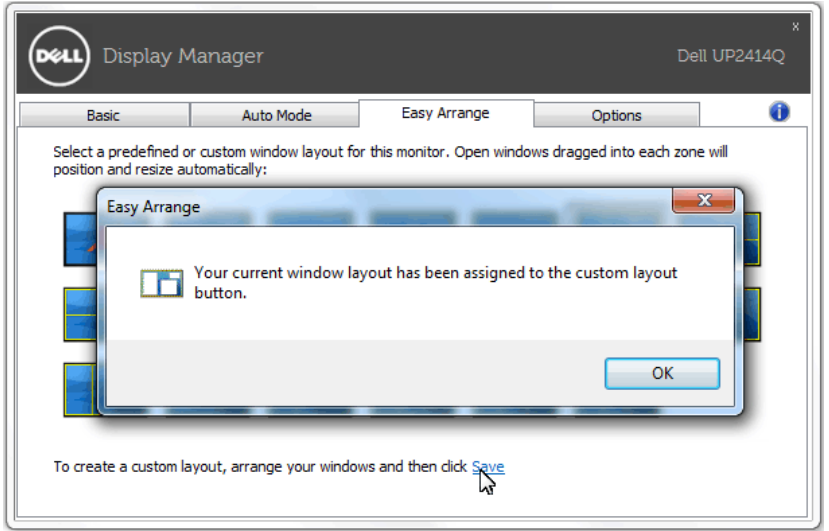 DELL
Display Manager
x
Dell UP2414Q
Basic
Auto Mode
Easy Arrange
Options
i
Select a predefined or custom window layout for this monitor. Open windows dragged into each zone will
position and resize automatically:
Easy Arrange
x
Your current window layout has been assigned to the custom layout
button.
OK
To create a custom layout, arrange your windows and then click Save